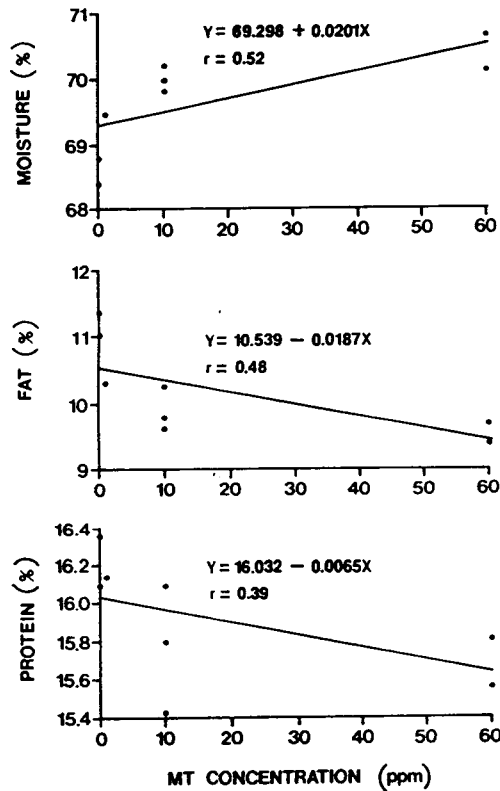 71
Y = 69.298 + 0.0201X
r = 0.52
70
MOISTURE (%)
69
68
0 10 20 30 40 50 60
12
11
Y = 10.539 − 0.0187X
r = 0.48
FAT (%)
10
9
0 10 20 30 40 50 60
16.4
Y = 16.032 − 0.0065X
16.2
r = 0.39
PROTEIN (%)
16.0
15.8
15.6
15.4
0 10 20 30 40 50 60
MT CONCENTRATION (ppm)